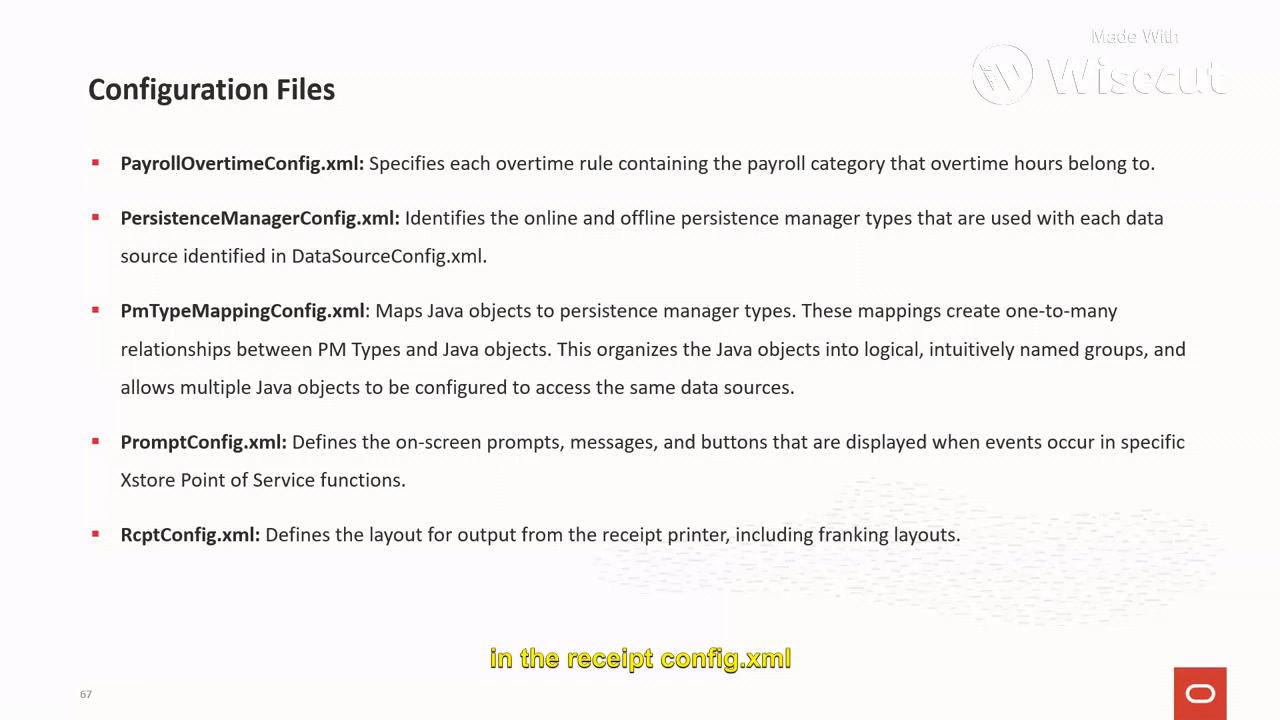 Made With
Wisecut
Configuration Files
PayrollOvertimeConfig.xml: Specifies each overtime rule containing the payroll category that overtime hours belong to.
PersistenceManagerConfig.xml: Identifies the online and offline persistence manager types that are used with each data
source identified in DataSourceConfig.xml.
PmTypeMappingConfig.xml: Maps Java objects to persistence manager types. These mappings create one-to-many
relationships between PM Types and Java objects. This organizes the Java objects into logical, intuitively named groups, and
allows multiple Java objects to be configured to access the same data sources.
PromptConfig.xml: Defines the on-screen prompts, messages, and buttons that are displayed when events occur in specific
Xstore Point of Service functions.
RcptConfig.xml: Defines the layout for output from the receipt printer, including franking layouts.
in the receipt config.xml
67